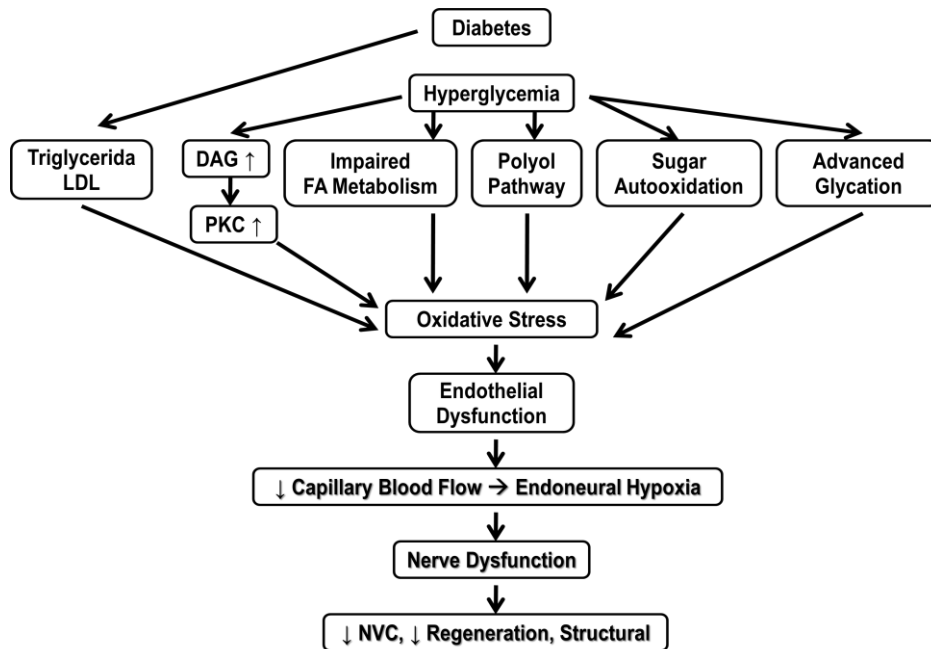 Diabetes
Hyperglycemia
Triglycerida
LDL
DAG ↑
PKC ↑
Impaired
FA Metabolism
Polyol
Pathway
Sugar
Autooxidation
Advanced
Glycation
Oxidative Stress
Endothelial
Dysfunction
↓ Capillary Blood Flow → Endoneural Hypoxia
Nerve Dysfunction
↓ NVC, ↓ Regeneration, Structural